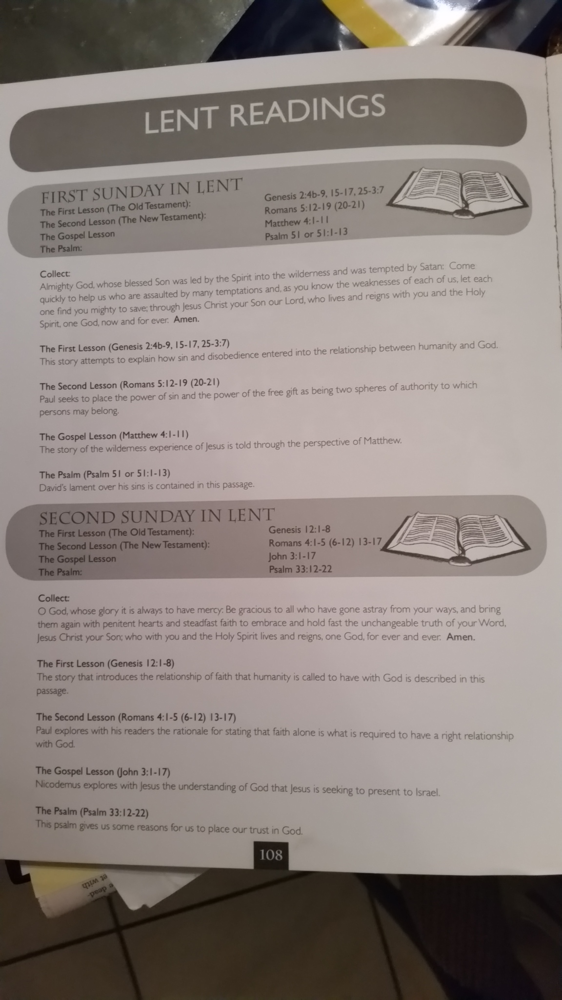 LENT READINGS
FIRST SUNDAY IN LENT
The First Lesson (The Old Testament): Genesis 2:4b-9, 15-17, 25-3:7
The Second Lesson (The New Testament): Romans 5:12-19 (20-21)
The Gospel Lesson Matthew 4:1-11
The Psalm: Psalm 51 or 51:1-13
Collect:
Almighty God, whose blessed Son was led by the Spirit into the wilderness and was tempted by Satan: Come
quickly to help us who are assaulted by many temptations and, as you know the weaknesses of each of us, let each
one find you mighty to save; through Jesus Christ your Son our Lord, who lives and reigns with you and the Holy
Spirit, one God, now and for ever. Amen.
The First Lesson (Genesis 2:4b-9, 15-17, 25-3:7)
This story attempts to explain how sin and disobedience entered into the relationship between humanity and God.
The Second Lesson (Romans 5:12-19 (20-21)
Paul seeks to place the power of sin and the power of the free gift as being two spheres of authority to which
persons may belong.
The Gospel Lesson (Matthew 4:1-11)
The story of the wilderness experience of Jesus is told through the perspective of Matthew.
The Psalm (Psalm 51 or 51:1-13)
David's lament over his sins is contained in this passage.
SECOND SUNDAY IN LENT
The First Lesson (The Old Testament): Genesis 12:1-8
The Second Lesson (The New Testament): Romans 4:1-5 (6-12) 13-17
The Gospel Lesson John 3:1-17
The Psalm: Psalm 33:12-22
Collect:
O God, whose glory it is always to have mercy: Be gracious to all who have gone astray from your ways, and bring
them again with penitent hearts and steadfast faith to embrace and hold fast the unchangeable truth of your Word,
Jesus Christ your Son; who with you and the Holy Spirit lives and reigns, one God, for ever and ever. Amen.
The First Lesson (Genesis 12:1-8)
The story that introduces the relationship of faith that humanity is called to have with God is described in this
passage.
The Second Lesson (Romans 4:1-5 (6-12) 13-17)
Paul explores with his readers the rationale for stating that faith alone is what is required to have a right relationship
with God.
The Gospel Lesson (John 3:1-17)
Nicodemus explores with Jesus the understanding of God that Jesus is seeking to present to Israel.
The Psalm (Psalm 33:12-22)
This psalm gives us some reasons for us to place our trust in God.
108
e dead-
et with